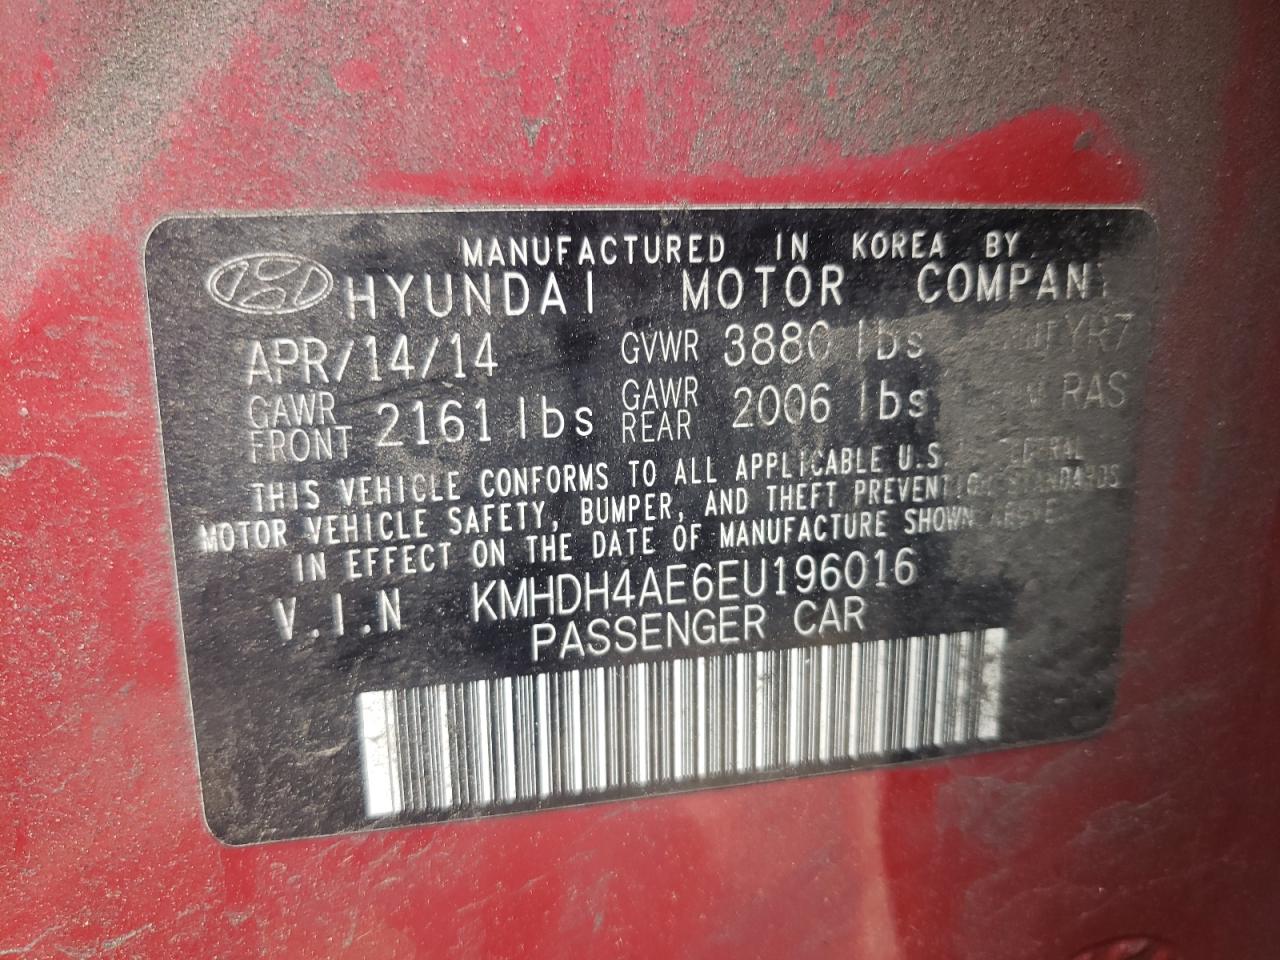 MANUFACTURED IN KOREA BY
HYUNDAI MOTOR COMPANY
APR/14/14 GVWR 3880 lbs YR7
GAWR FRONT 2161 lbs GAWR REAR 2006 lbs RAS
THIS VEHICLE CONFORMS TO ALL APPLICABLE U.S. FEDERAL
MOTOR VEHICLE SAFETY, BUMPER, AND THEFT PREVENTION STANDARDS
IN EFFECT ON THE DATE OF MANUFACTURE SHOWN ABOVE
V.I.N KMHDH4AE6EU196016
PASSENGER CAR